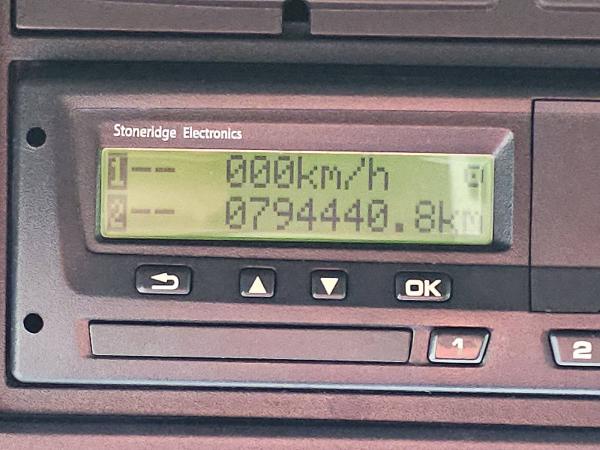 Stoneridge Electronics
1-- 000km/h
2-- 0794440.8km
OK
1
2